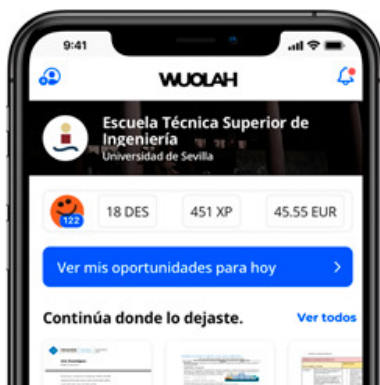 9:41
WUOLAH
Escuela Técnica Superior de
Ingeniería
Universidad de Sevilla
122
18 DES
451 XP
45.55 EUR
Ver mis oportunidades para hoy
Continúa donde lo dejaste.
Ver todos